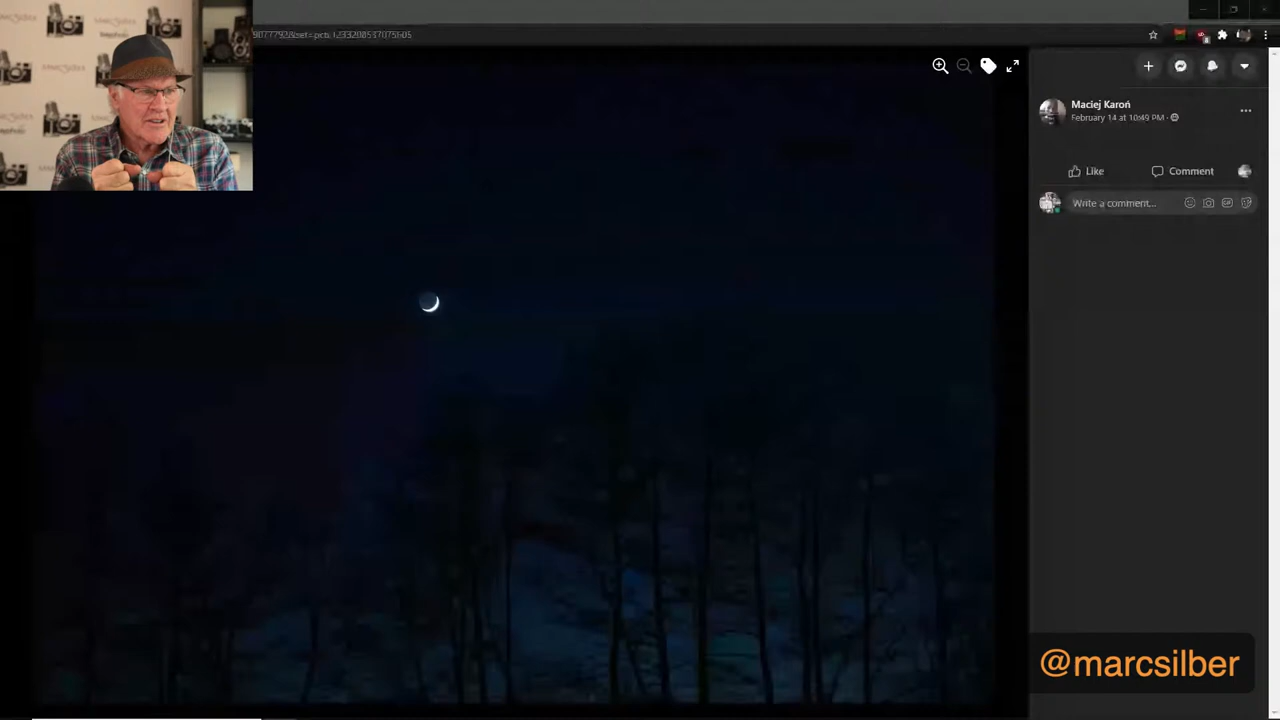 Maciej Karoń
February 14 at 10:49 PM ·
Like
Comment
Write a comment...
@marcsilber